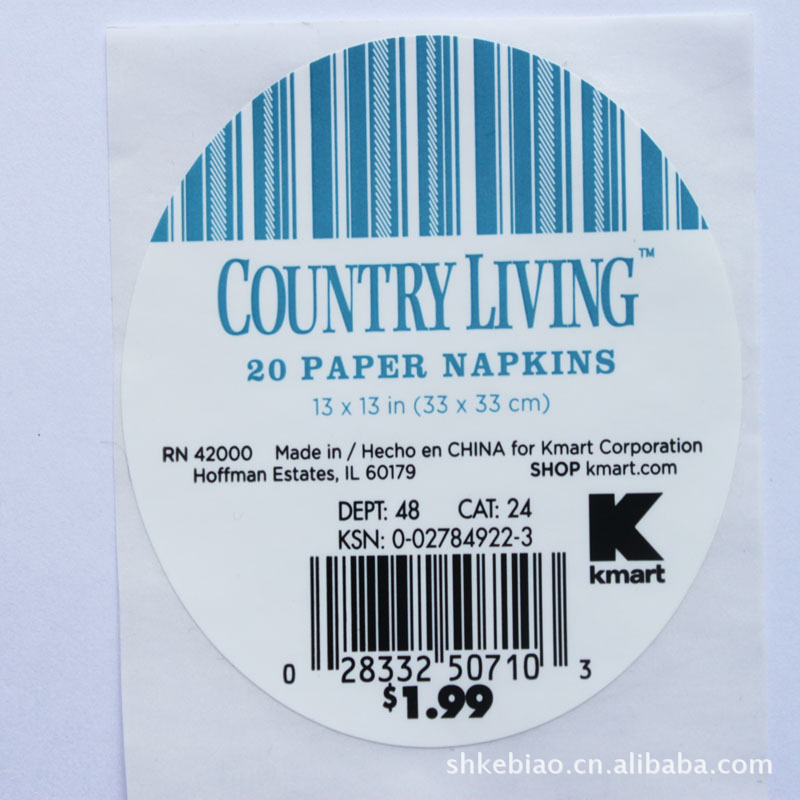 COUNTRY LIVING™
20 PAPER NAPKINS
13 x 13 in (33 x 33 cm)
RN 42000 Made in / Hecho en CHINA for Kmart Corporation
Hoffman Estates, IL 60179 SHOP kmart.com
DEPT: 48 CAT: 24
KSN: 0-02784922-3
K
kmart
0 28332 50710 3
$1.99
shkebiao.cn.alibaba.com